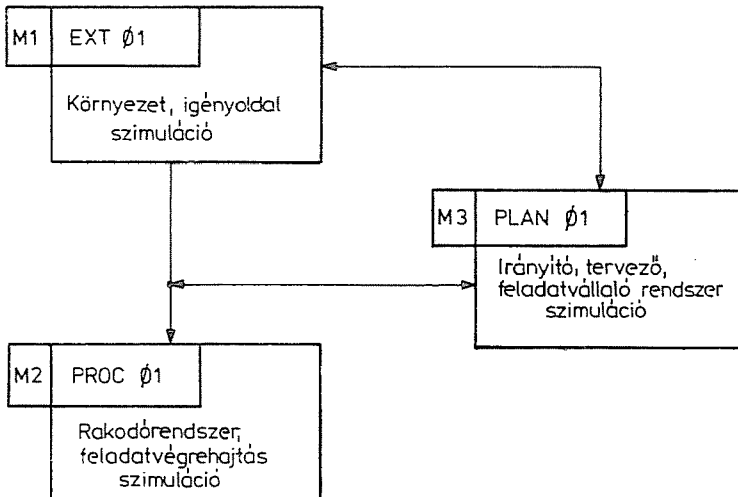 M1 EXT Ø1
Környezet, igényoldal
szimuláció
M3 PLAN Ø1
Irányító, tervező,
feladatvállaló rendszer
szimuláció
M2 PROC Ø1
Rakodórendszer,
feladatvégrehajtás
szimuláció